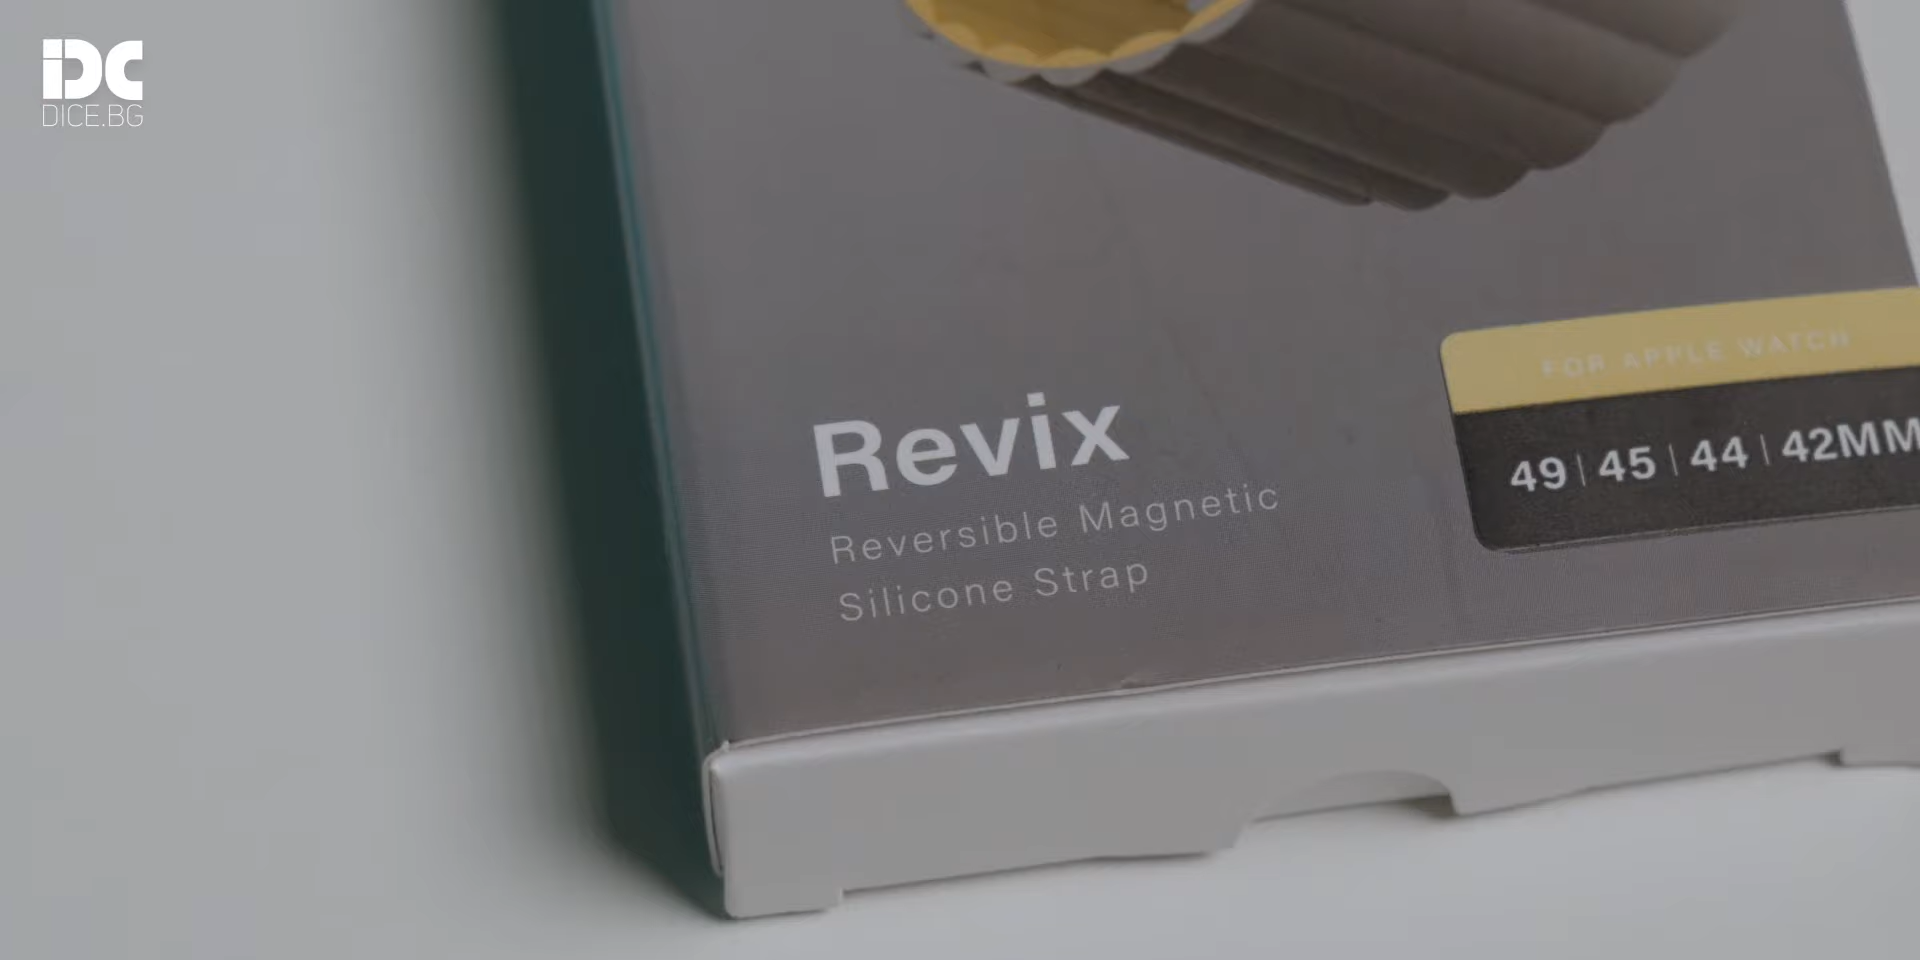 DC
DICE.BG
FOR APPLE WATCH
49 | 45 | 44 | 42MM
Revix
Reversible Magnetic
Silicone Strap